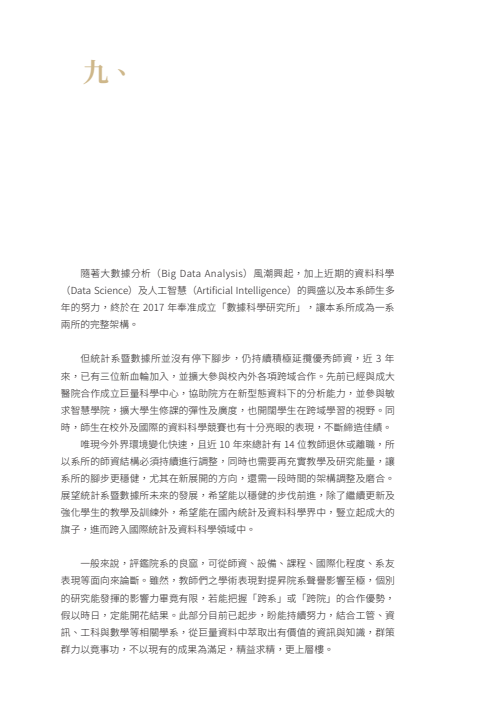 九、
隨著大數據分析（Big Data Analysis）風潮興起，加上近期的資料科學
（Data Science）及人工智慧（Artificial Intelligence）的興盛以及本系師生多
年的努力，終於在 2017 年奉准成立「數據科學研究所」，讓本系所成為一系
兩所的完整架構。
但統計系暨數據所並沒有停下腳步，仍持續積極延攬優秀師資，近 3 年
來，已有三位新血輪加入，並擴大參與校內外各項跨域合作。先前已經與成大
醫院合作成立巨量科學中心，協助院方在新型態資料下的分析能力，並參與敏
求智慧學院，擴大學生修課的彈性及廣度，也開闊學生在跨域學習的視野。同
時，師生在校外及國際的資料科學競賽也有十分亮眼的表現，不斷締造佳績。
唯現今外界環境變化快速，且近 10 年來總計有 14 位教師退休或離職，所
以系所的師資結構必須持續進行調整，同時也需要再充實教學及研究能量，讓
系所的腳步更穩健，尤其在新展開的方向，還需一段時間的架構調整及磨合。
展望統計系暨數據所未來的發展，希望能以穩健的步伐前進，除了繼續更新及
強化學生的教學及訓練外，希望能在國內統計及資料科學界中，豎立起成大的
旗子，進而跨入國際統計及資料科學領域中。
一般來說，評鑑院系的良窳，可從師資、設備、課程、國際化程度、系友
表現等面向來論斷。雖然，教師們之學術表現對提昇院系聲譽影響至極，個別
的研究能發揮的影響力畢竟有限，若能把握「跨系」或「跨院」的合作優勢，
假以時日，定能開花結果。此部分目前已起步，盼能持續努力，結合工管、資
訊、工科與數學等相關學系，從巨量資料中萃取出有價值的資訊與知識，群策
群力以竟事功，不以現有的成果為滿足，精益求精，更上層樓。